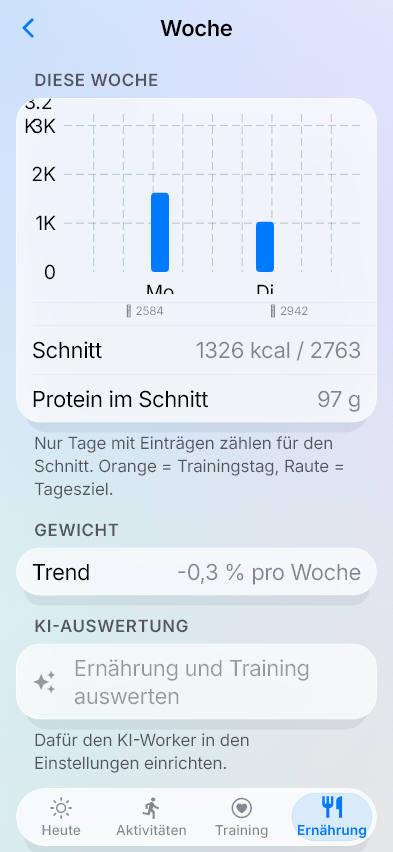 Woche
DIESE WOCHE
3.2
K3K
2K
1K
0
Mo
Di
2584
2942
Schnitt
1326 kcal / 2763
Protein im Schnitt
97 g
Nur Tage mit Einträgen zählen für den
Schnitt. Orange = Trainingstag, Raute =
Tagesziel.
GEWICHT
Trend
-0,3 % pro Woche
KI-AUSWERTUNG
Ernährung und Training
auswerten
Dafür den KI-Worker in den
Einstellungen einrichten.
Heute
Aktivitäten
Training
Ernährung